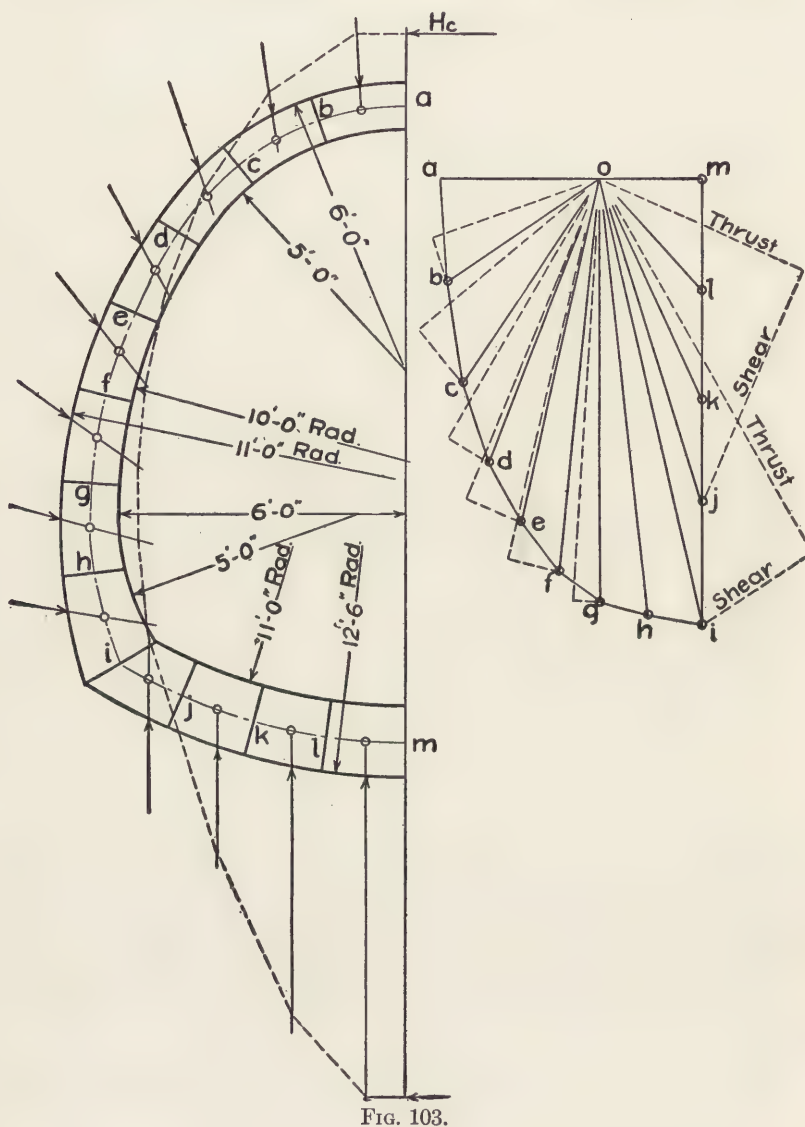 Hc
a
b
c
6'-0"
5'-0"
d
e
f
10'-0" Rad.
11'-0" Rad.
g
6'-0"
h
5'-0"
11'-0" Rad.
12'-6" Rad.
i
j
k
l
m
a
o
m
Thrust
b
l
Shear
c
k
Thrust
d
j
e
f
Shear
g
h
i
FIG. 103.